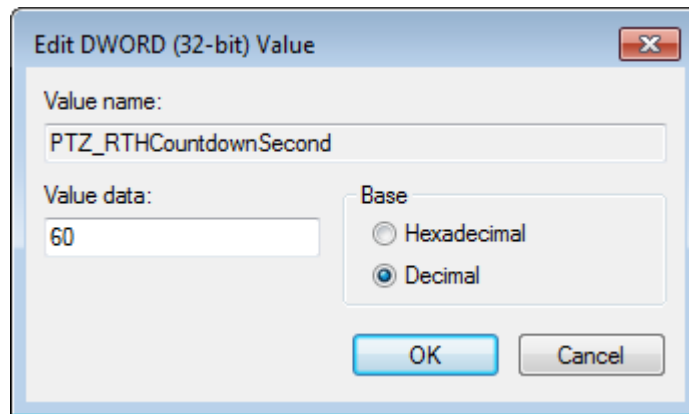 Edit DWORD (32-bit) Value
Value name:
PTZ_RTHCountdownSecond
Value data:
60
Base
Hexadecimal
Decimal
OK
Cancel